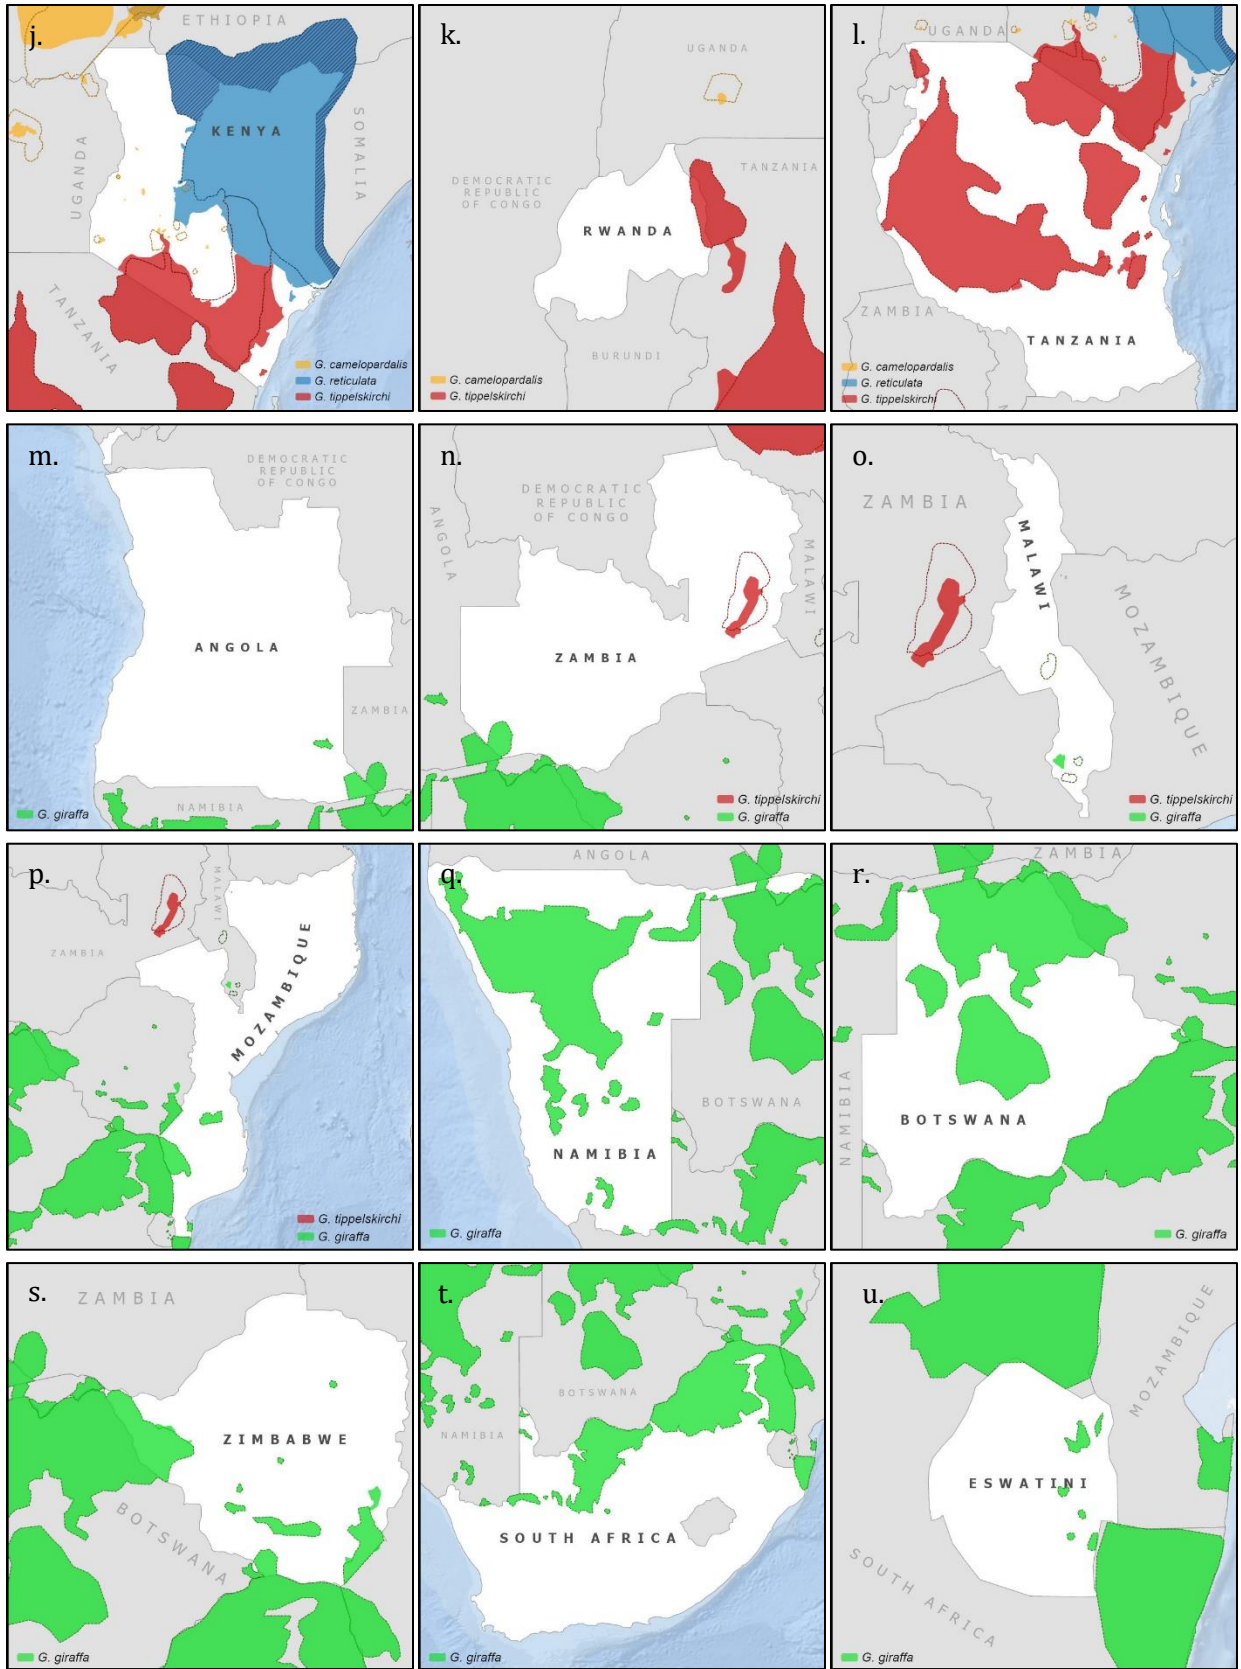 j.
ETHIOPIA
KENYA
UGANDA
SOMALIA
TANZANIA
G. camelopardalis
G. reticulata
G. tippelskirchi
k.
UGANDA
TANZANIA
DEMOCRATIC
REPUBLIC
OF CONGO
RWANDA
BURUNDI
G. camelopardalis
G. tippelskirchi
l.
UGANDA
ZAMBIA
TANZANIA
G. camelopardalis
G. reticulata
G. tippelskirchi
m.
DEMOCRATIC
REPUBLIC
OF CONGO
ANGOLA
ZAMBIA
NAMIBIA
G. giraffa
n.
DEMOCRATIC
REPUBLIC
OF CONGO
ANGOLA
MALAWI
ZAMBIA
G. tippelskirchi
G. giraffa
o.
ZAMBIA
MALAWI
MOZAMBIQUE
G. tippelskirchi
G. giraffa
p.
MALAWI
ZAMBIA
MOZAMBIQUE
G. tippelskirchi
G. giraffa
q.
ANGOLA
BOTSWANA
NAMIBIA
G. giraffa
r.
ZAMBIA
NAMIBIA
BOTSWANA
G. giraffa
s.
ZAMBIA
ZIMBABWE
BOTSWANA
G. giraffa
t.
BOTSWANA
NAMIBIA
SOUTH AFRICA
G. giraffa
u.
MOZAMBIQUE
ESWATINI
SOUTH AFRICA
G. giraffa